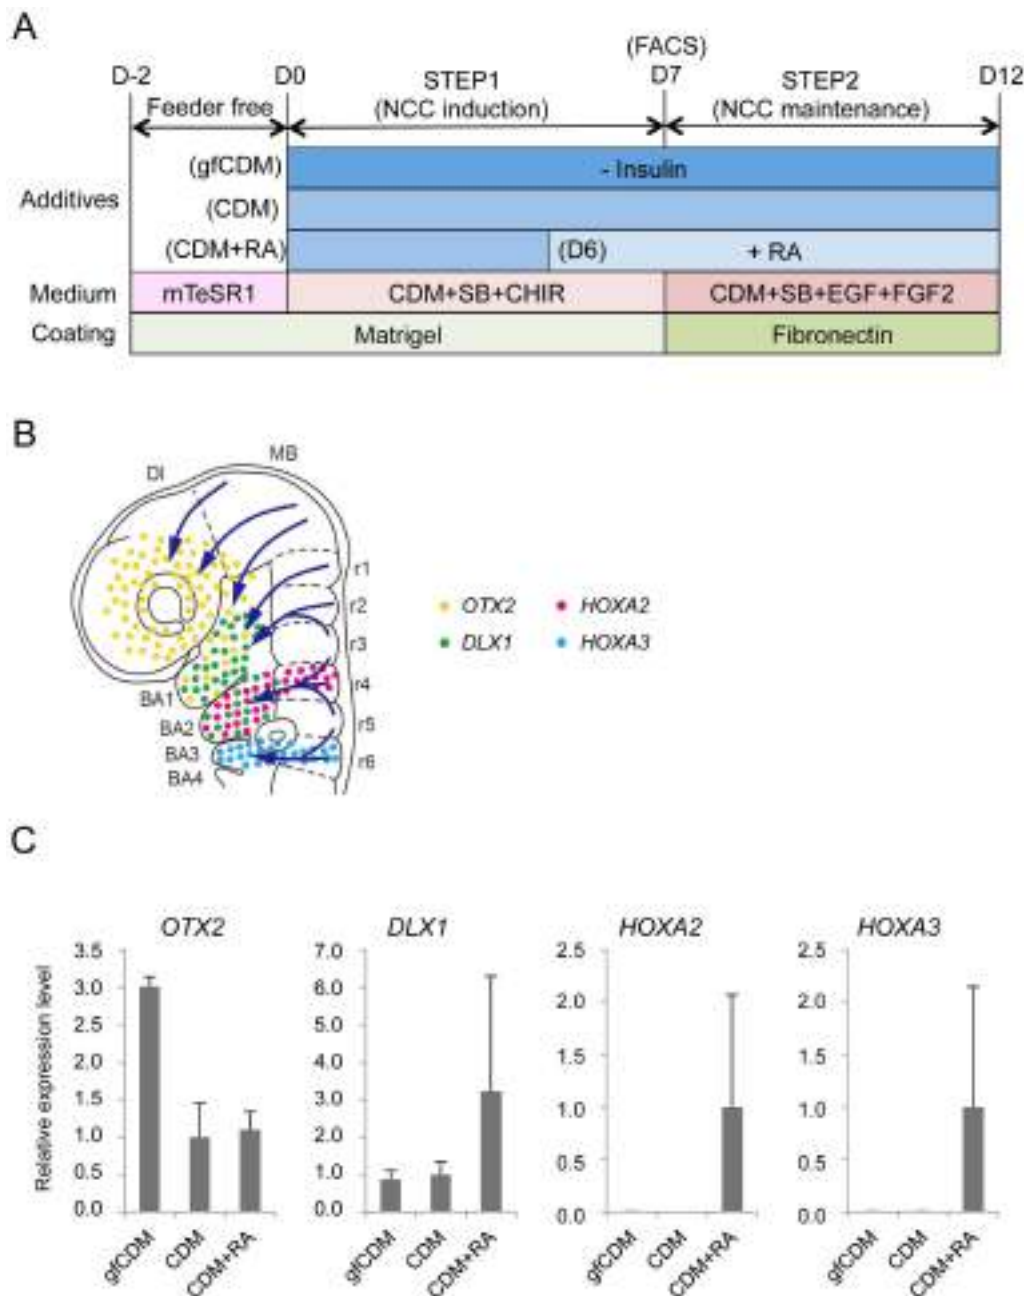 A
(FACS)
D-2 D0 STEP1 D7 STEP2 D12
Feeder free (NCC induction) (NCC maintenance)
(gfCDM) - Insulin
Additives (CDM)
(CDM+RA) (D6) + RA
Medium mTeSR1 CDM+SB+CHIR CDM+SB+EGF+FGF2
Coating Matrigel Fibronectin
B
DI MB
r1
r2
r3
r4
r5
r6
BA1
BA2
BA3
BA4
OTX2 HOXA2
DLX1 HOXA3
C
OTX2 DLX1 HOXA2 HOXA3
Relative expression level
3.5
3.0
2.5
2.0
1.5
1.0
0.5
0.0
gfCDM CDM CDM+RA
7.0
6.0
5.0
4.0
3.0
2.0
1.0
0.0
gfCDM CDM CDM+RA
2.5
2.0
1.5
1.0
0.5
0.0
gfCDM CDM CDM+RA
2.5
2.0
1.5
1.0
0.5
0.0
gfCDM CDM CDM+RA